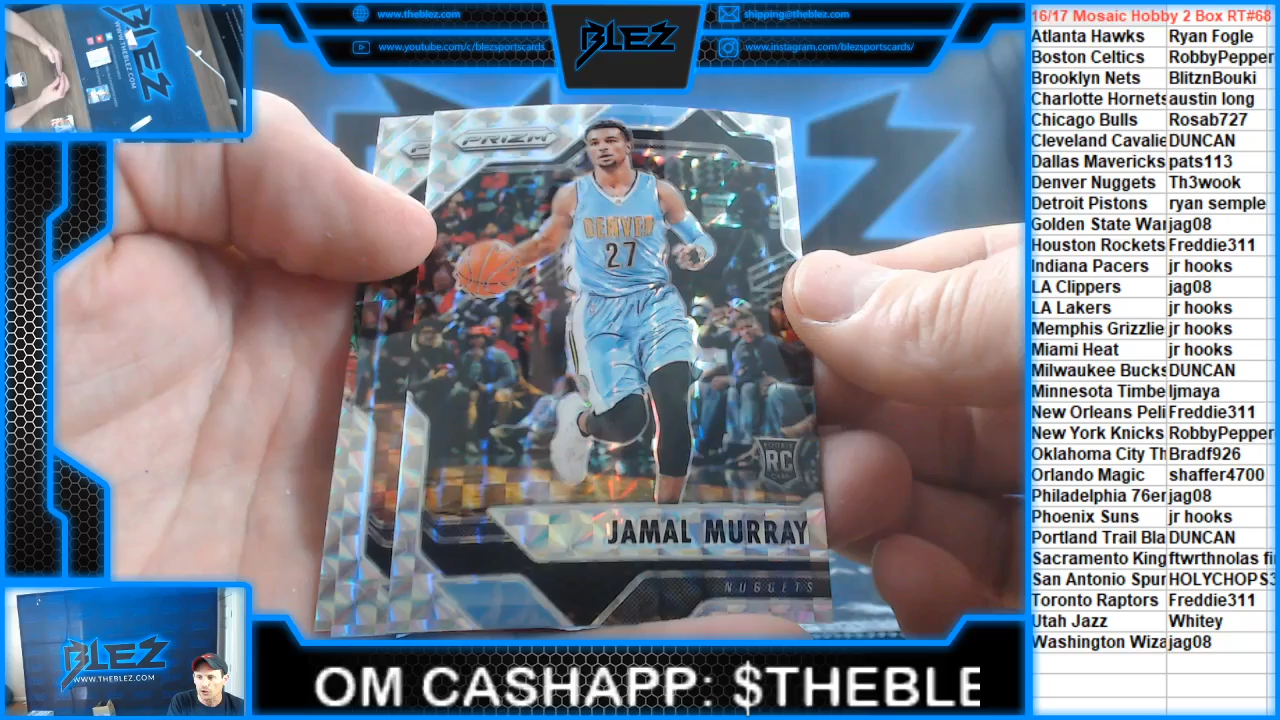 www.theblez.com
shipping@theblez.com
www.youtube.com/c/blezsportscards
www.instagram.com/blezsportscards/
BLEZ
BLEZ
WWW.THEBLEZ.COM
PRIZM
DENVER
27
RC
JAMAL MURRAY
NUGGETS
BLEZ
WWW.THEBLEZ.COM
OM CASHAPP: $THEBLE
16/17 Mosaic Hobby 2 Box RT#68
Atlanta Hawks Ryan Fogle
Boston Celtics RobbyPepper
Brooklyn Nets BlitznBouki
Charlotte Hornets austin long
Chicago Bulls Rosab727
Cleveland Cavalie DUNCAN
Dallas Mavericks pats113
Denver Nuggets Th3wook
Detroit Pistons ryan semple
Golden State War jag08
Houston Rockets Freddie311
Indiana Pacers jr hooks
LA Clippers jag08
LA Lakers jr hooks
Memphis Grizzlie jr hooks
Miami Heat jr hooks
Milwaukee Bucks DUNCAN
Minnesota Timbe ljmaya
New Orleans Peli Freddie311
New York Knicks RobbyPepper
Oklahoma City Th Bradf926
Orlando Magic shaffer4700
Philadelphia 76er jag08
Phoenix Suns jr hooks
Portland Trail Bla DUNCAN
Sacramento King ftwrthnolas fi
San Antonio Spur HOLYCHOPS3
Toronto Raptors Freddie311
Utah Jazz Whitey
Washington Wiza jag08